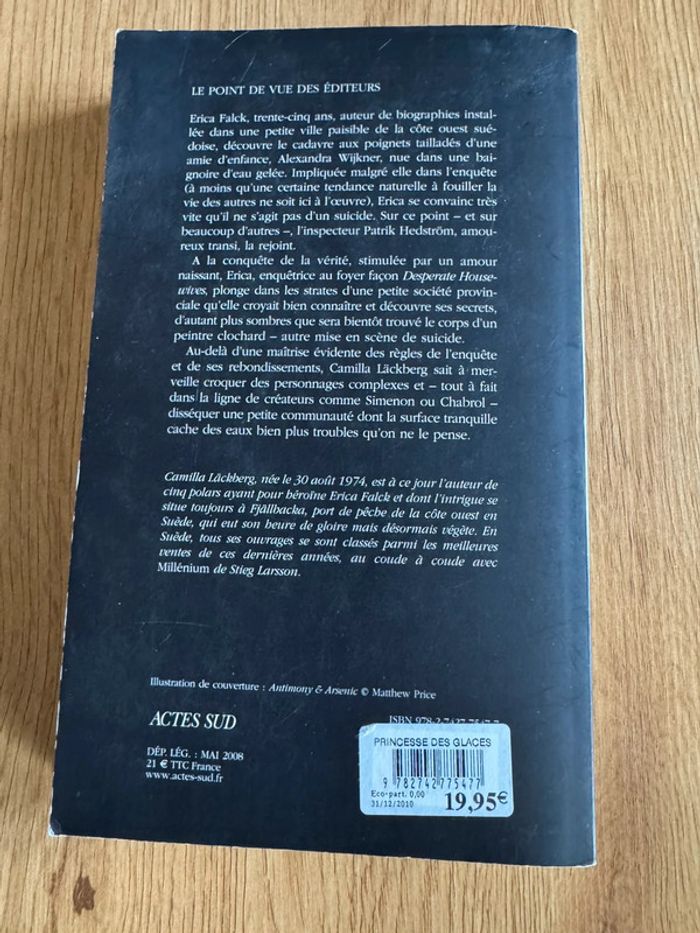 LE POINT DE VUE DES ÉDITEURS
Erica Falck, trente-cinq ans, auteur de biographies instal-
lée dans une petite ville paisible de la côte ouest sué-
doise, découvre le cadavre aux poignets tailladés d'une
amie d'enfance, Alexandra Wijkner, nue dans une bai-
gnoire d'eau gelée. Impliquée malgré elle dans l'enquête
(à moins qu'une certaine tendance naturelle à fouiller la
vie des autres ne soit ici à l'œuvre), Erica se convainc très
vite qu'il ne s'agit pas d'un suicide. Sur ce point – et sur
beaucoup d'autres –, l'inspecteur Patrik Hedström, amou-
reux transi, la rejoint.
A la conquête de la vérité, stimulée par un amour
naissant, Erica, enquêtrice au foyer façon Desperate House-
wives, plonge dans les strates d'une petite société provin-
ciale qu'elle croyait bien connaître et découvre ses secrets,
d'autant plus sombres que sera bientôt trouvé le corps d'un
peintre clochard – autre mise en scène de suicide.
Au-delà d'une maîtrise évidente des règles de l'enquête
et de ses rebondissements, Camilla Läckberg sait à mer-
veille croquer des personnages complexes et – tout à fait
dans la ligne de créateurs comme Simenon ou Chabrol –
disséquer une petite communauté dont la surface tranquille
cache des eaux bien plus troubles qu'on ne le pense.
Camilla Läckberg, née le 30 août 1974, est à ce jour l'auteur de
cinq polars ayant pour héroïne Erica Falck et dont l'intrigue se
situe toujours à Fjällbacka, port de pêche de la côte ouest en
Suède, qui eut son heure de gloire mais désormais végète. En
Suède, tous ses ouvrages se sont classés parmi les meilleures
ventes de ces dernières années, au coude à coude avec
Millénium de Stieg Larsson.
Illustration de couverture : Antimony & Arsenic © Matthew Price
ACTES SUD
DÉP. LÉG. : MAI 2008
21 € TTC France
www.actes-sud.fr
ISBN 978-2-7427-7547-7
PRINCESSE DES GLACES
9 782742775477
Eco-part. 0,00
31/12/2010
19,95€